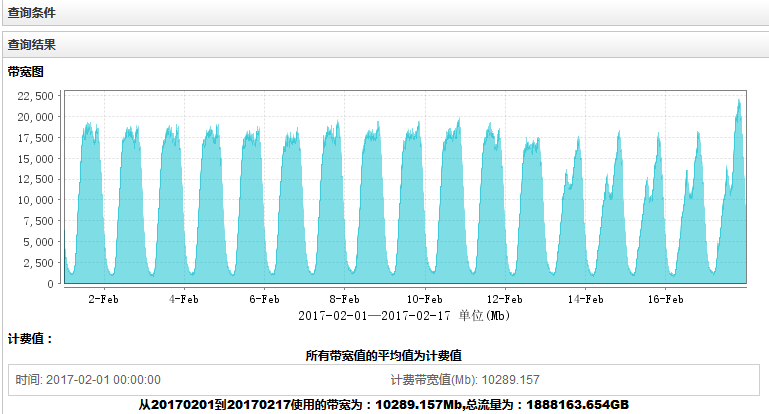 查询条件
查询结果
带宽图
22,500
20,000
17,500
15,000
12,500
10,000
7,500
5,000
2,500
0
2-Feb 4-Feb 6-Feb 8-Feb 10-Feb 12-Feb 14-Feb 16-Feb
2017-02-01—2017-02-17 单位(Mb)
计费值：
所有带宽值的平均值为计费值
时间: 2017-02-01 00:00:00 计费带宽值(Mb): 10289.157
从20170201到20170217使用的带宽为：10289.157Mb,总流量为：1888163.654GB